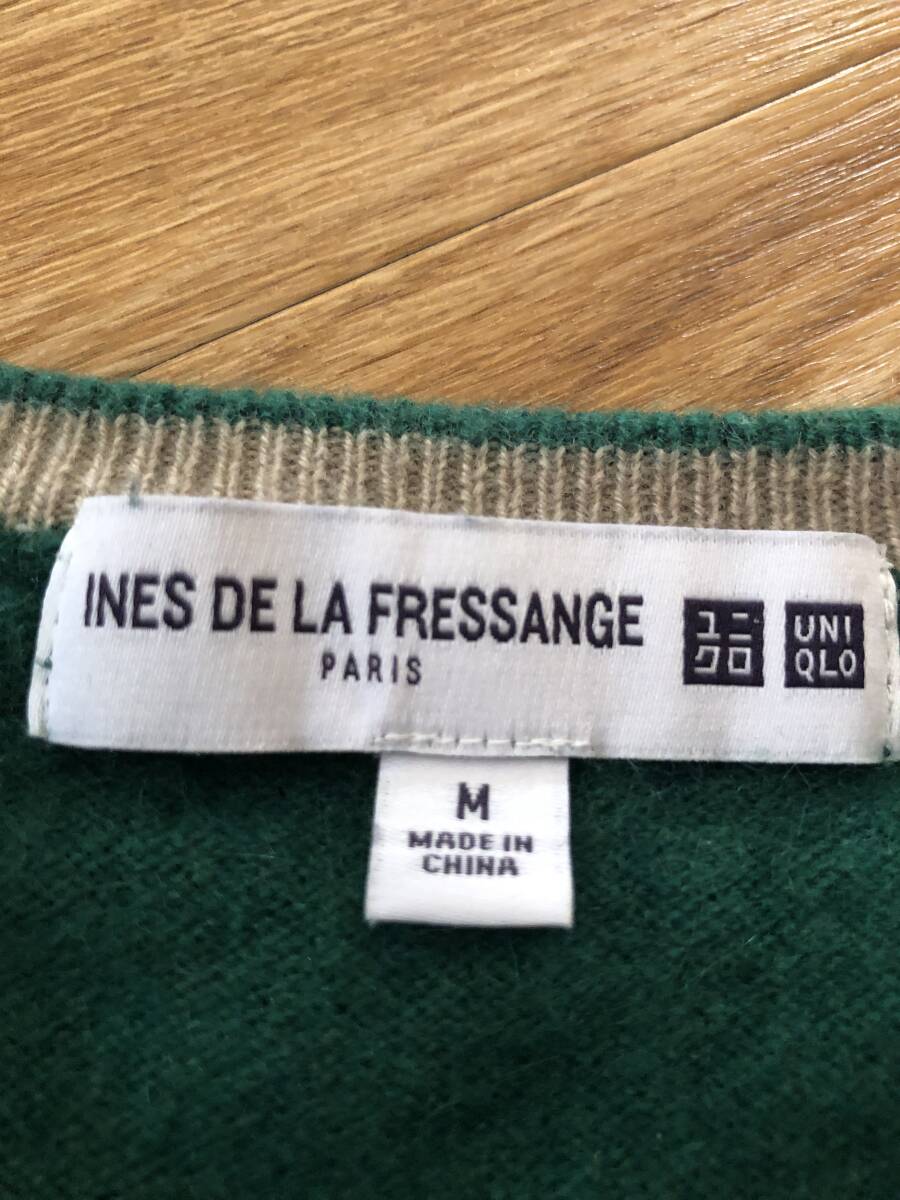 INES DE LA FRESSANGE
PARIS
ユニ
クロ
UNI
QLO
M
MADE IN
CHINA